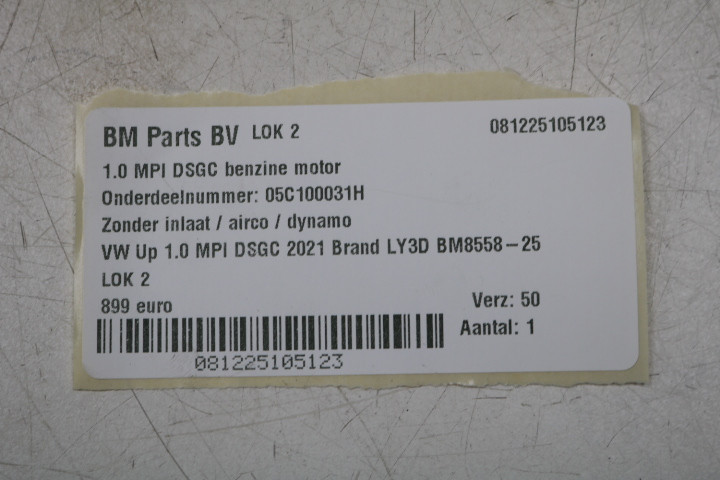 BM Parts BV LOK 2 081225105123
1.0 MPI DSGC benzine motor
Onderdeelnummer: 05C100031H
Zonder inlaat / airco / dynamo
VW Up 1.0 MPI DSGC 2021 Brand LY3D BM8558-25
LOK 2
899 euro Verz: 50
Aantal: 1
081225105123